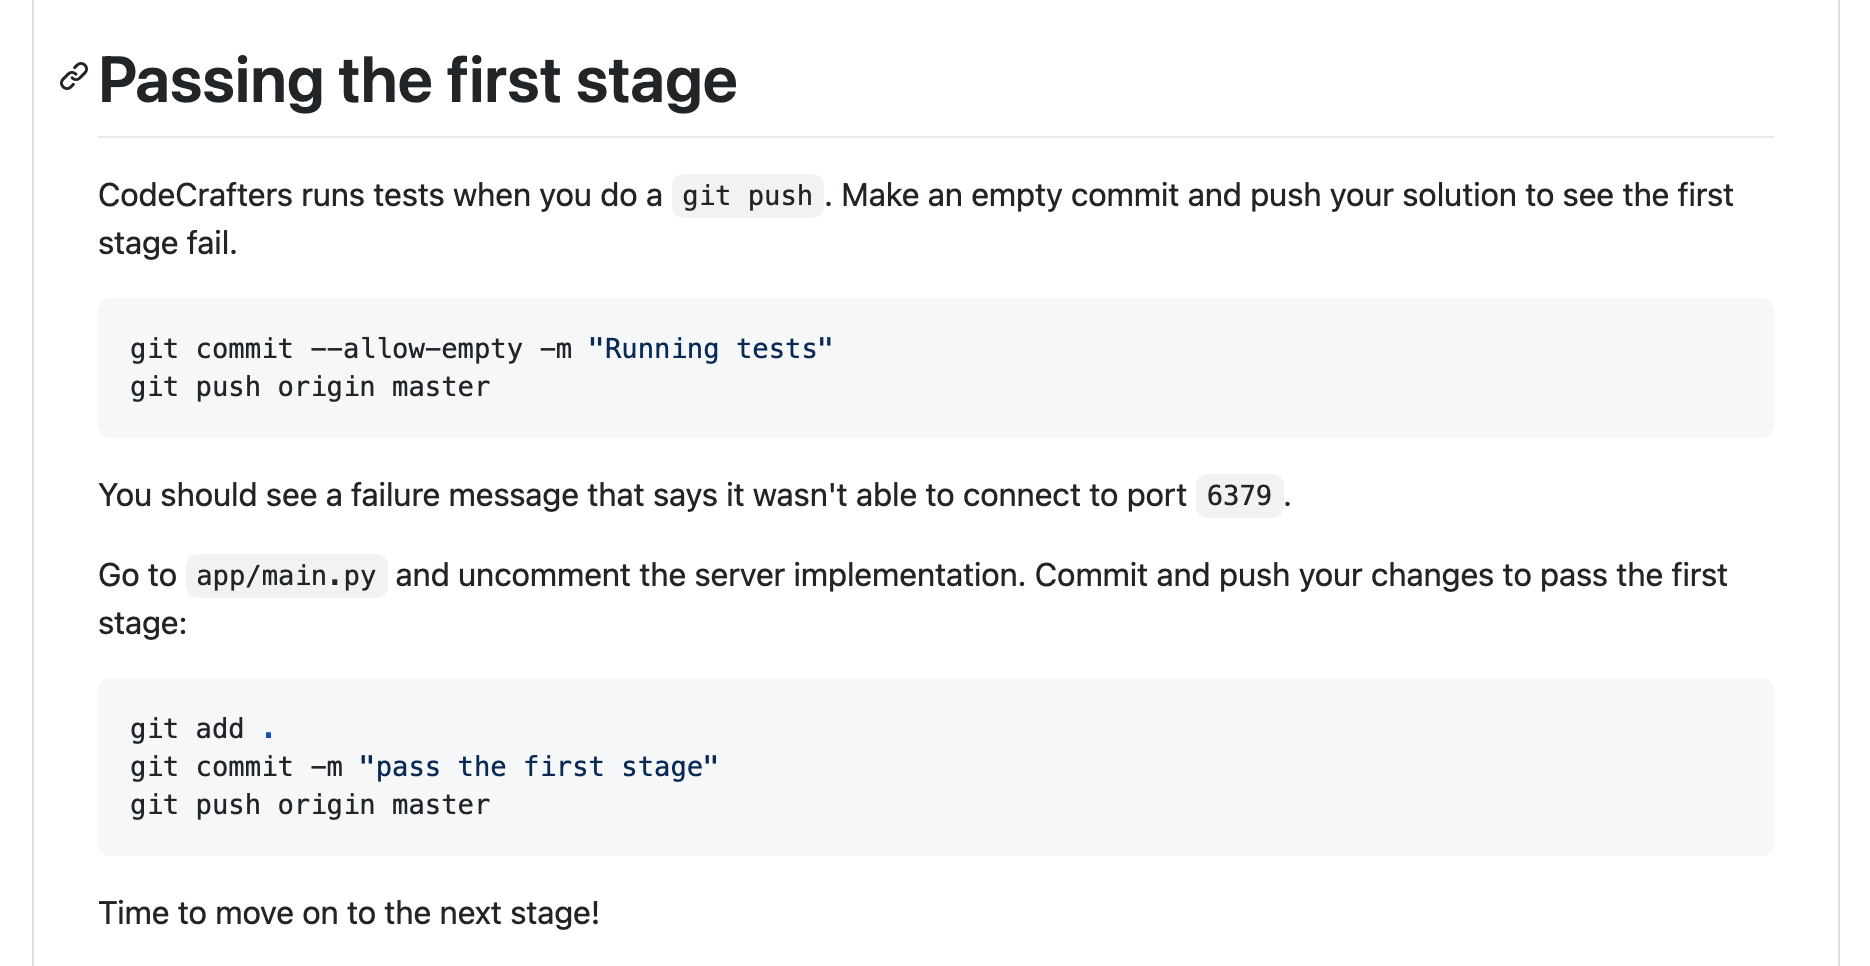 Passing the first stage
CodeCrafters runs tests when you do a git push. Make an empty commit and push your solution to see the first
stage fail.
git commit --allow-empty -m "Running tests"
git push origin master
You should see a failure message that says it wasn't able to connect to port 6379.
Go to app/main.py and uncomment the server implementation. Commit and push your changes to pass the first
stage:
git add .
git commit -m "pass the first stage"
git push origin master
Time to move on to the next stage!